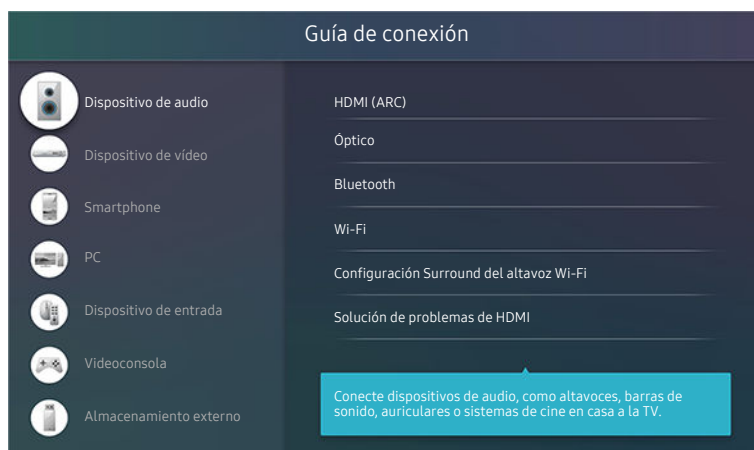 Guía de conexión
Dispositivo de audio
Dispositivo de vídeo
Smartphone
PC
Dispositivo de entrada
Videoconsola
Almacenamiento externo
HDMI (ARC)
Óptico
Bluetooth
Wi-Fi
Configuración Surround del altavoz Wi-Fi
Solución de problemas de HDMI
Conecte dispositivos de audio, como altavoces, barras de
sonido, auriculares o sistemas de cine en casa a la TV.